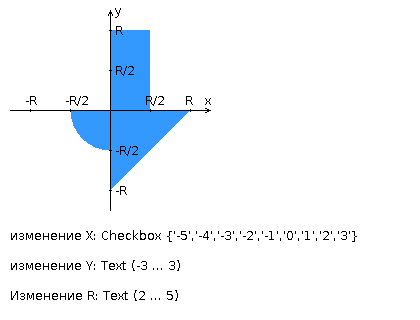 y
R
R/2
-R
-R/2
R/2
R
x
-R/2
-R
изменение X: Checkbox {'-5','-4','-3','-2','-1','0','1','2','3'}
изменение Y: Text (-3 ... 3)
Изменение R: Text (2 ... 5)